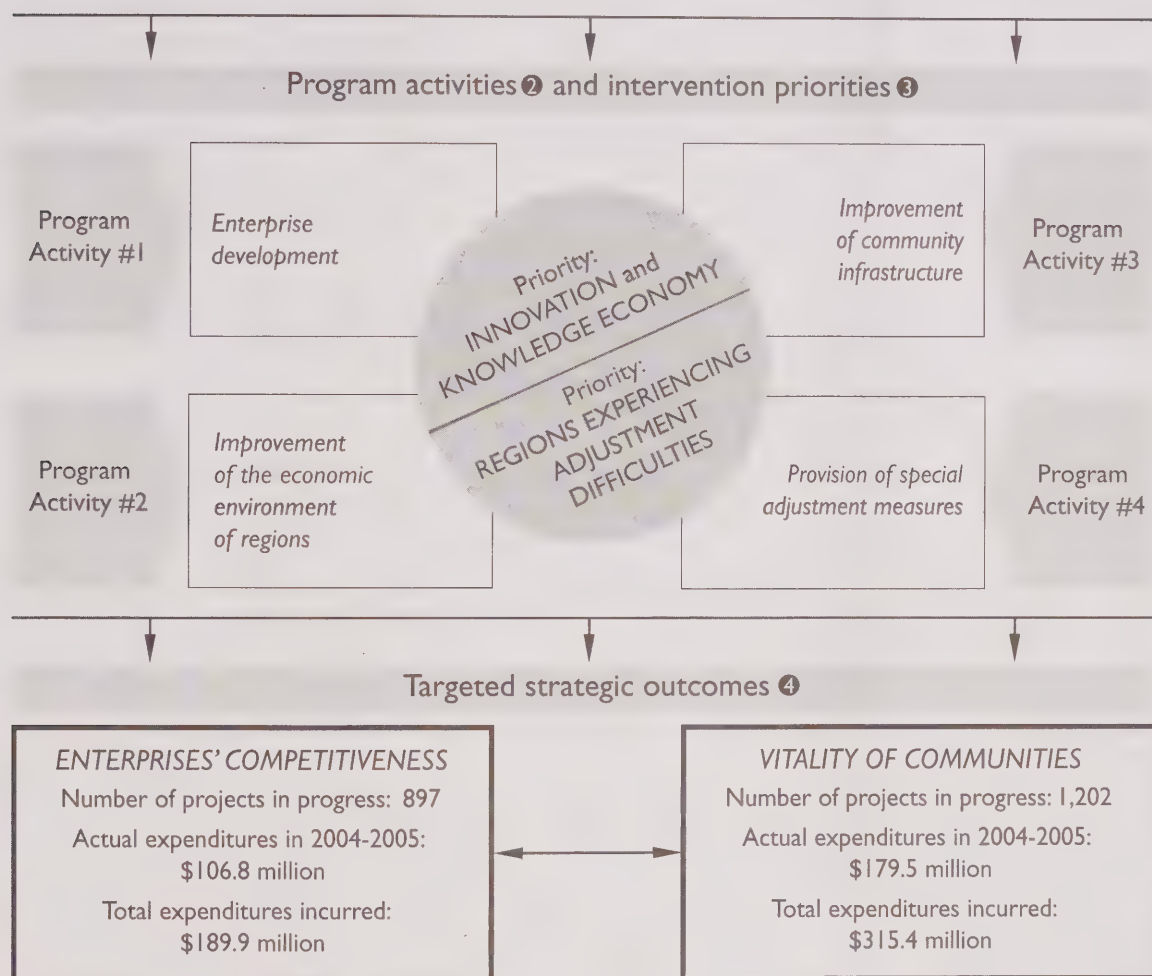 Program activities ❷ and intervention priorities ❸
Program
Activity #1
Enterprise
development
Priority:
INNOVATION and
KNOWLEDGE ECONOMY
Priority:
REGIONS EXPERIENCING
ADJUSTMENT
DIFFICULTIES
Improvement
of community
infrastructure
Program
Activity #3
Program
Activity #2
Improvement
of the economic
environment
of regions
Provision of special
adjustment measures
Program
Activity #4
Targeted strategic outcomes ❹
ENTERPRISES' COMPETITIVENESS
Number of projects in progress: 897
Actual expenditures in 2004-2005:
$106.8 million
Total expenditures incurred:
$189.9 million
VITALITY OF COMMUNITIES
Number of projects in progress: 1,202
Actual expenditures in 2004-2005:
$179.5 million
Total expenditures incurred:
$315.4 million